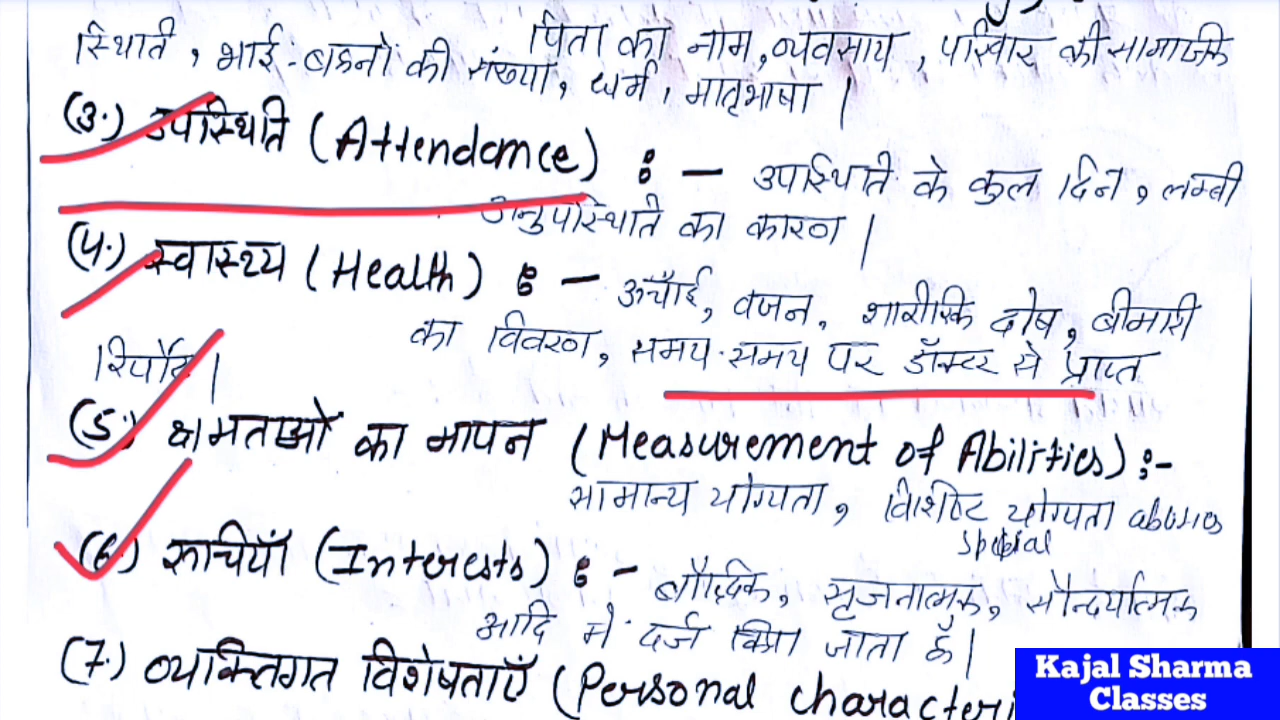 पिता का नाम, व्यवसाय, परिवार की सामाजिक
स्थिति, भाई-बहनों की संख्या, धर्म, मातृभाषा |
(3.) उपस्थिति (Attendance) :- उपस्थिति के कुल दिन, लम्बी
अनुपस्थिति का कारण |
(4.) स्वास्थ्य (Health) :- ऊँचाई, वजन, शारीरिक दोष, बीमारी
का विवरण, समय-समय पर डॉक्टर से प्राप्त
रिपोर्ट |
(5.) क्षमताओं का मापन (Measurement of Abilities) :-
सामान्य योग्यता, विशिष्ट योग्यता
special
(6.) रूचियाँ (Interests) :- बौद्धिक, सृजनात्मक, सौन्दर्यात्मक
आदि में दर्ज किया जाता है |
(7.) व्यक्तिगत विशेषताएँ (Personal characteri
Kajal Sharma
Classes